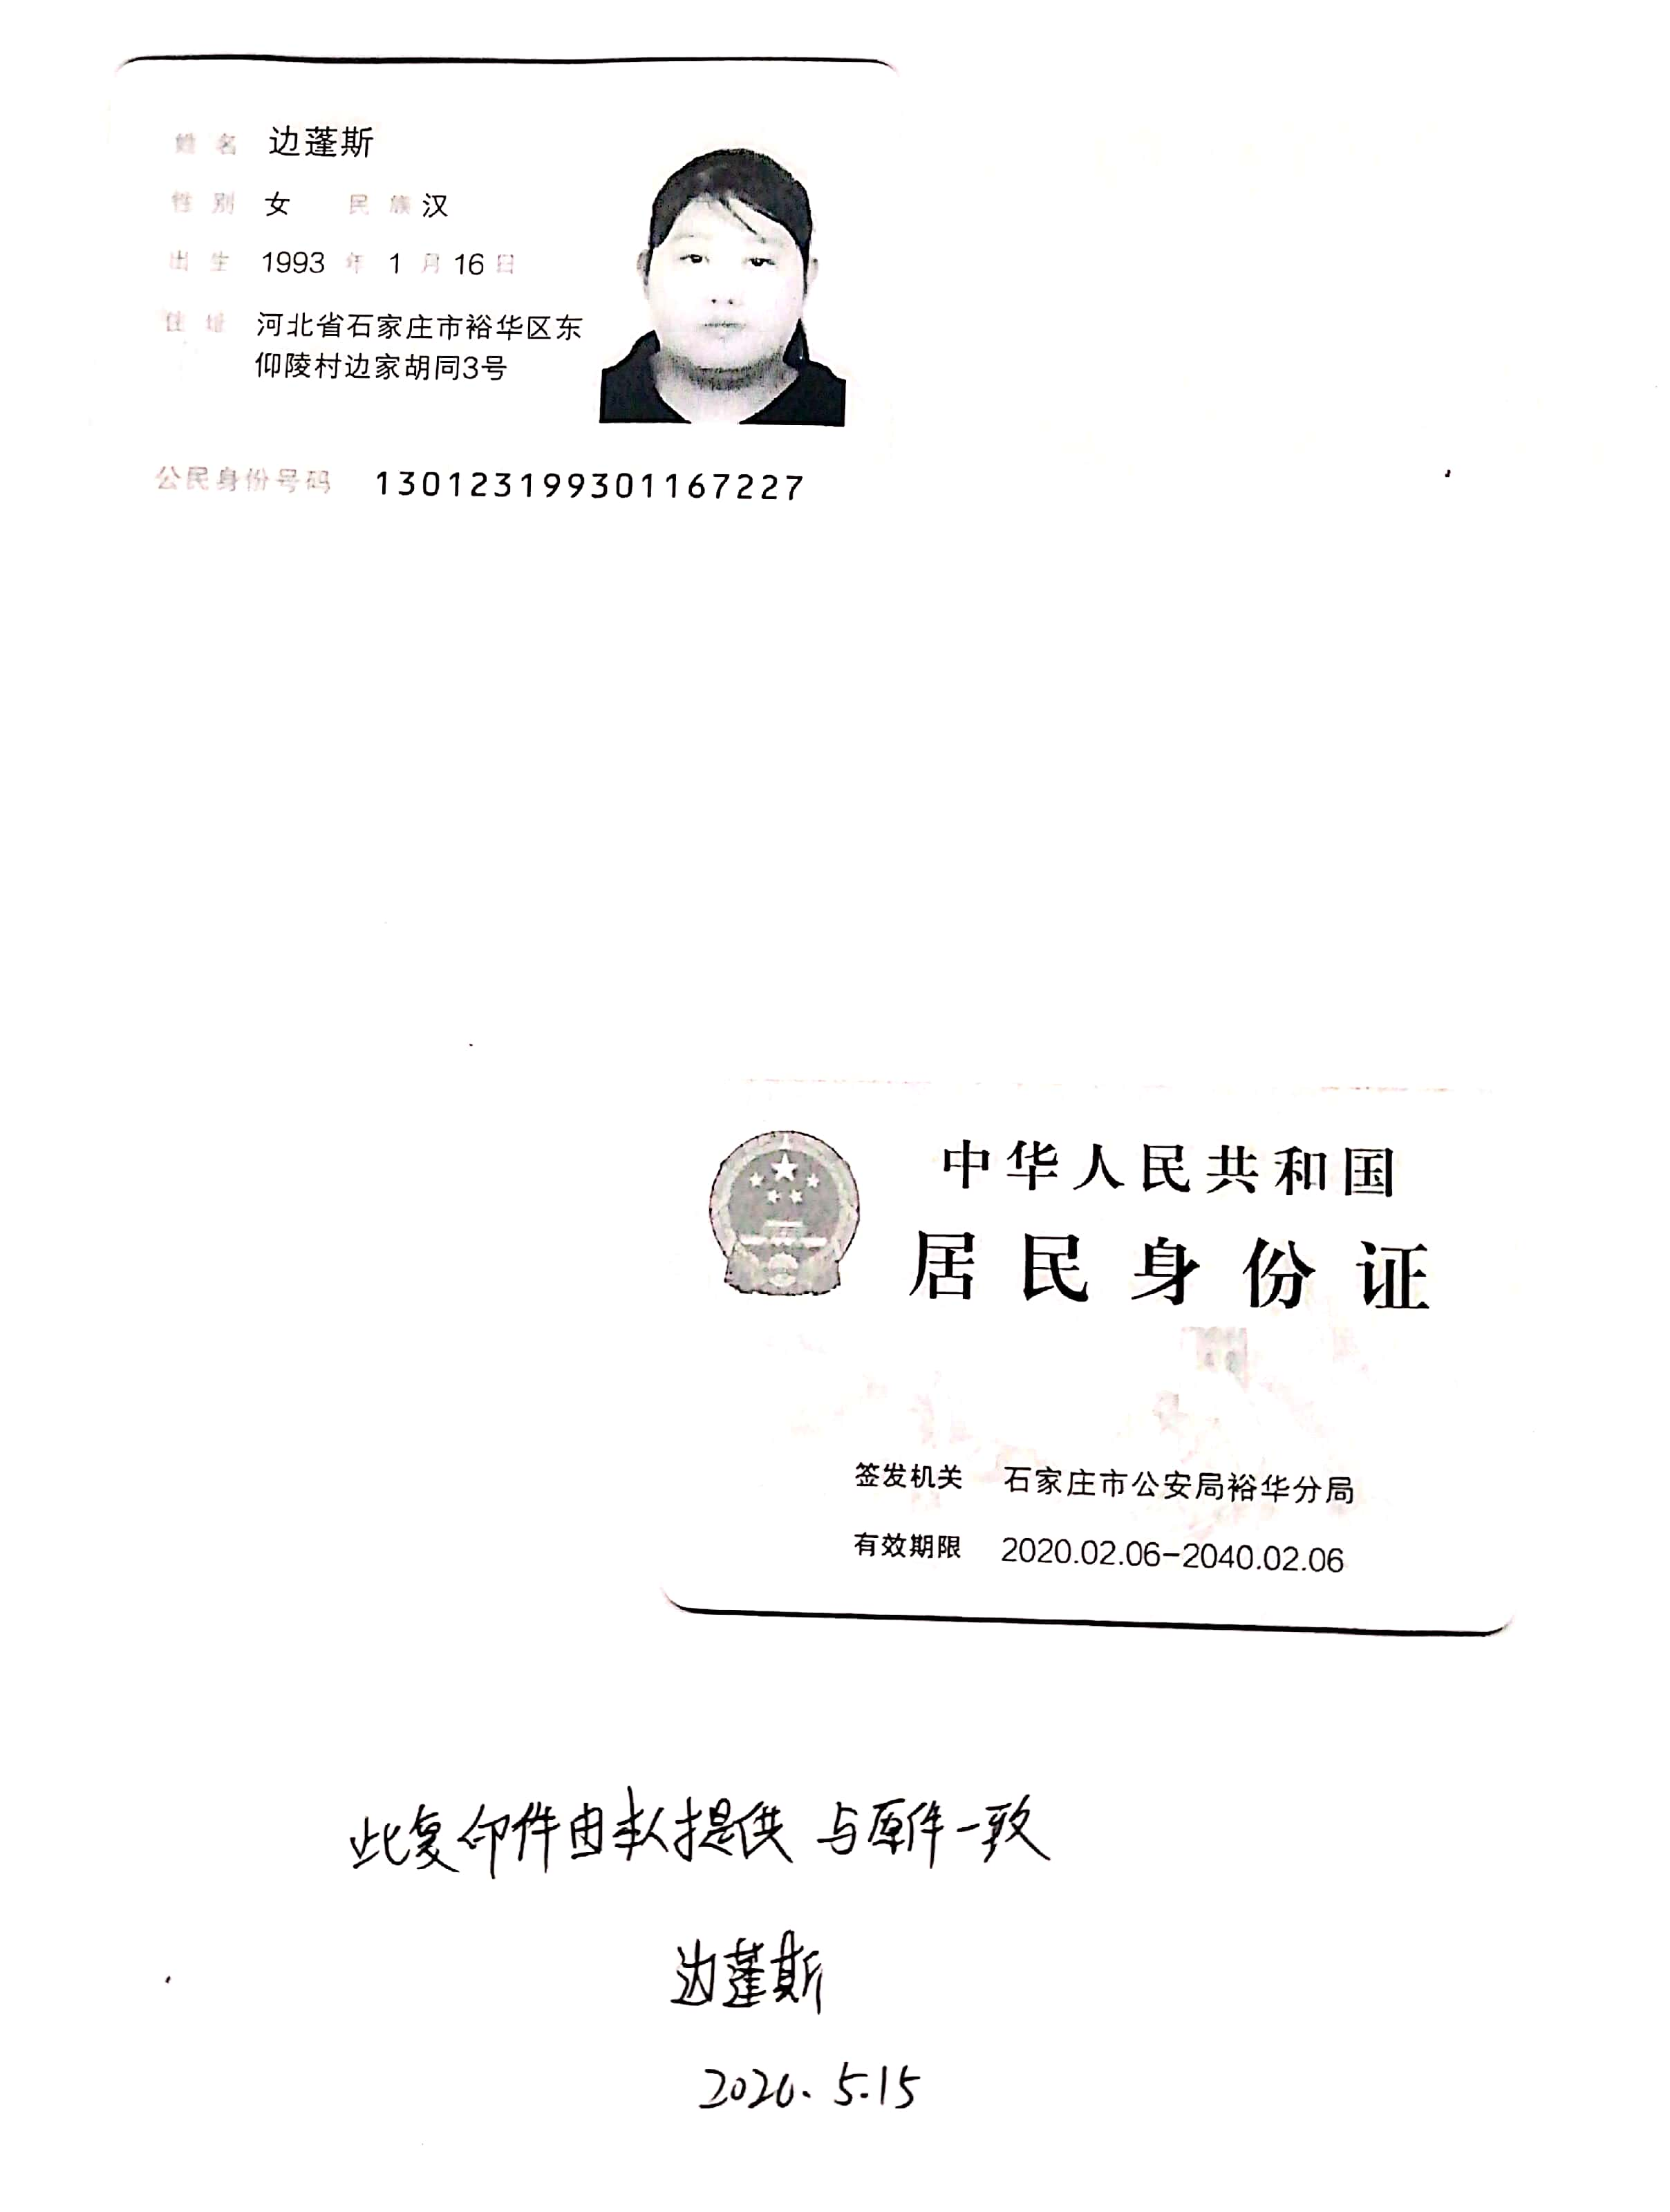 姓名 边蓬斯
性别 女 民族 汉
出生 1993 年 1 月 16 日
住址 河北省石家庄市裕华区东
仰陵村边家胡同3号
公民身份号码 130123199301167227
中华人民共和国
居民身份证
签发机关 石家庄市公安局裕华分局
有效期限 2020.02.06-2040.02.06
此复印件由本人提供 与原件一致
边蓬斯
2026. 5.15